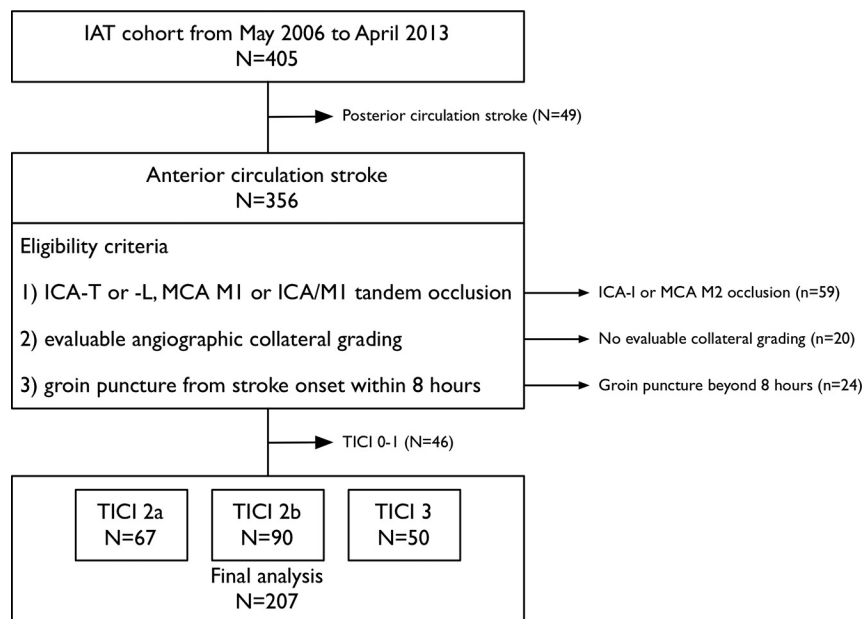 IAT cohort from May 2006 to April 2013
N=405
Posterior circulation stroke (N=49)
Anterior circulation stroke
N=356
Eligibility criteria
1) ICA-T or -L, MCA M1 or ICA/M1 tandem occlusion
ICA-I or MCA M2 occlusion (n=59)
2) evaluable angiographic collateral grading
No evaluable collateral grading (n=20)
3) groin puncture from stroke onset within 8 hours
Groin puncture beyond 8 hours (n=24)
TICI 0-1 (N=46)
TICI 2a
N=67
TICI 2b
N=90
TICI 3
N=50
Final analysis
N=207